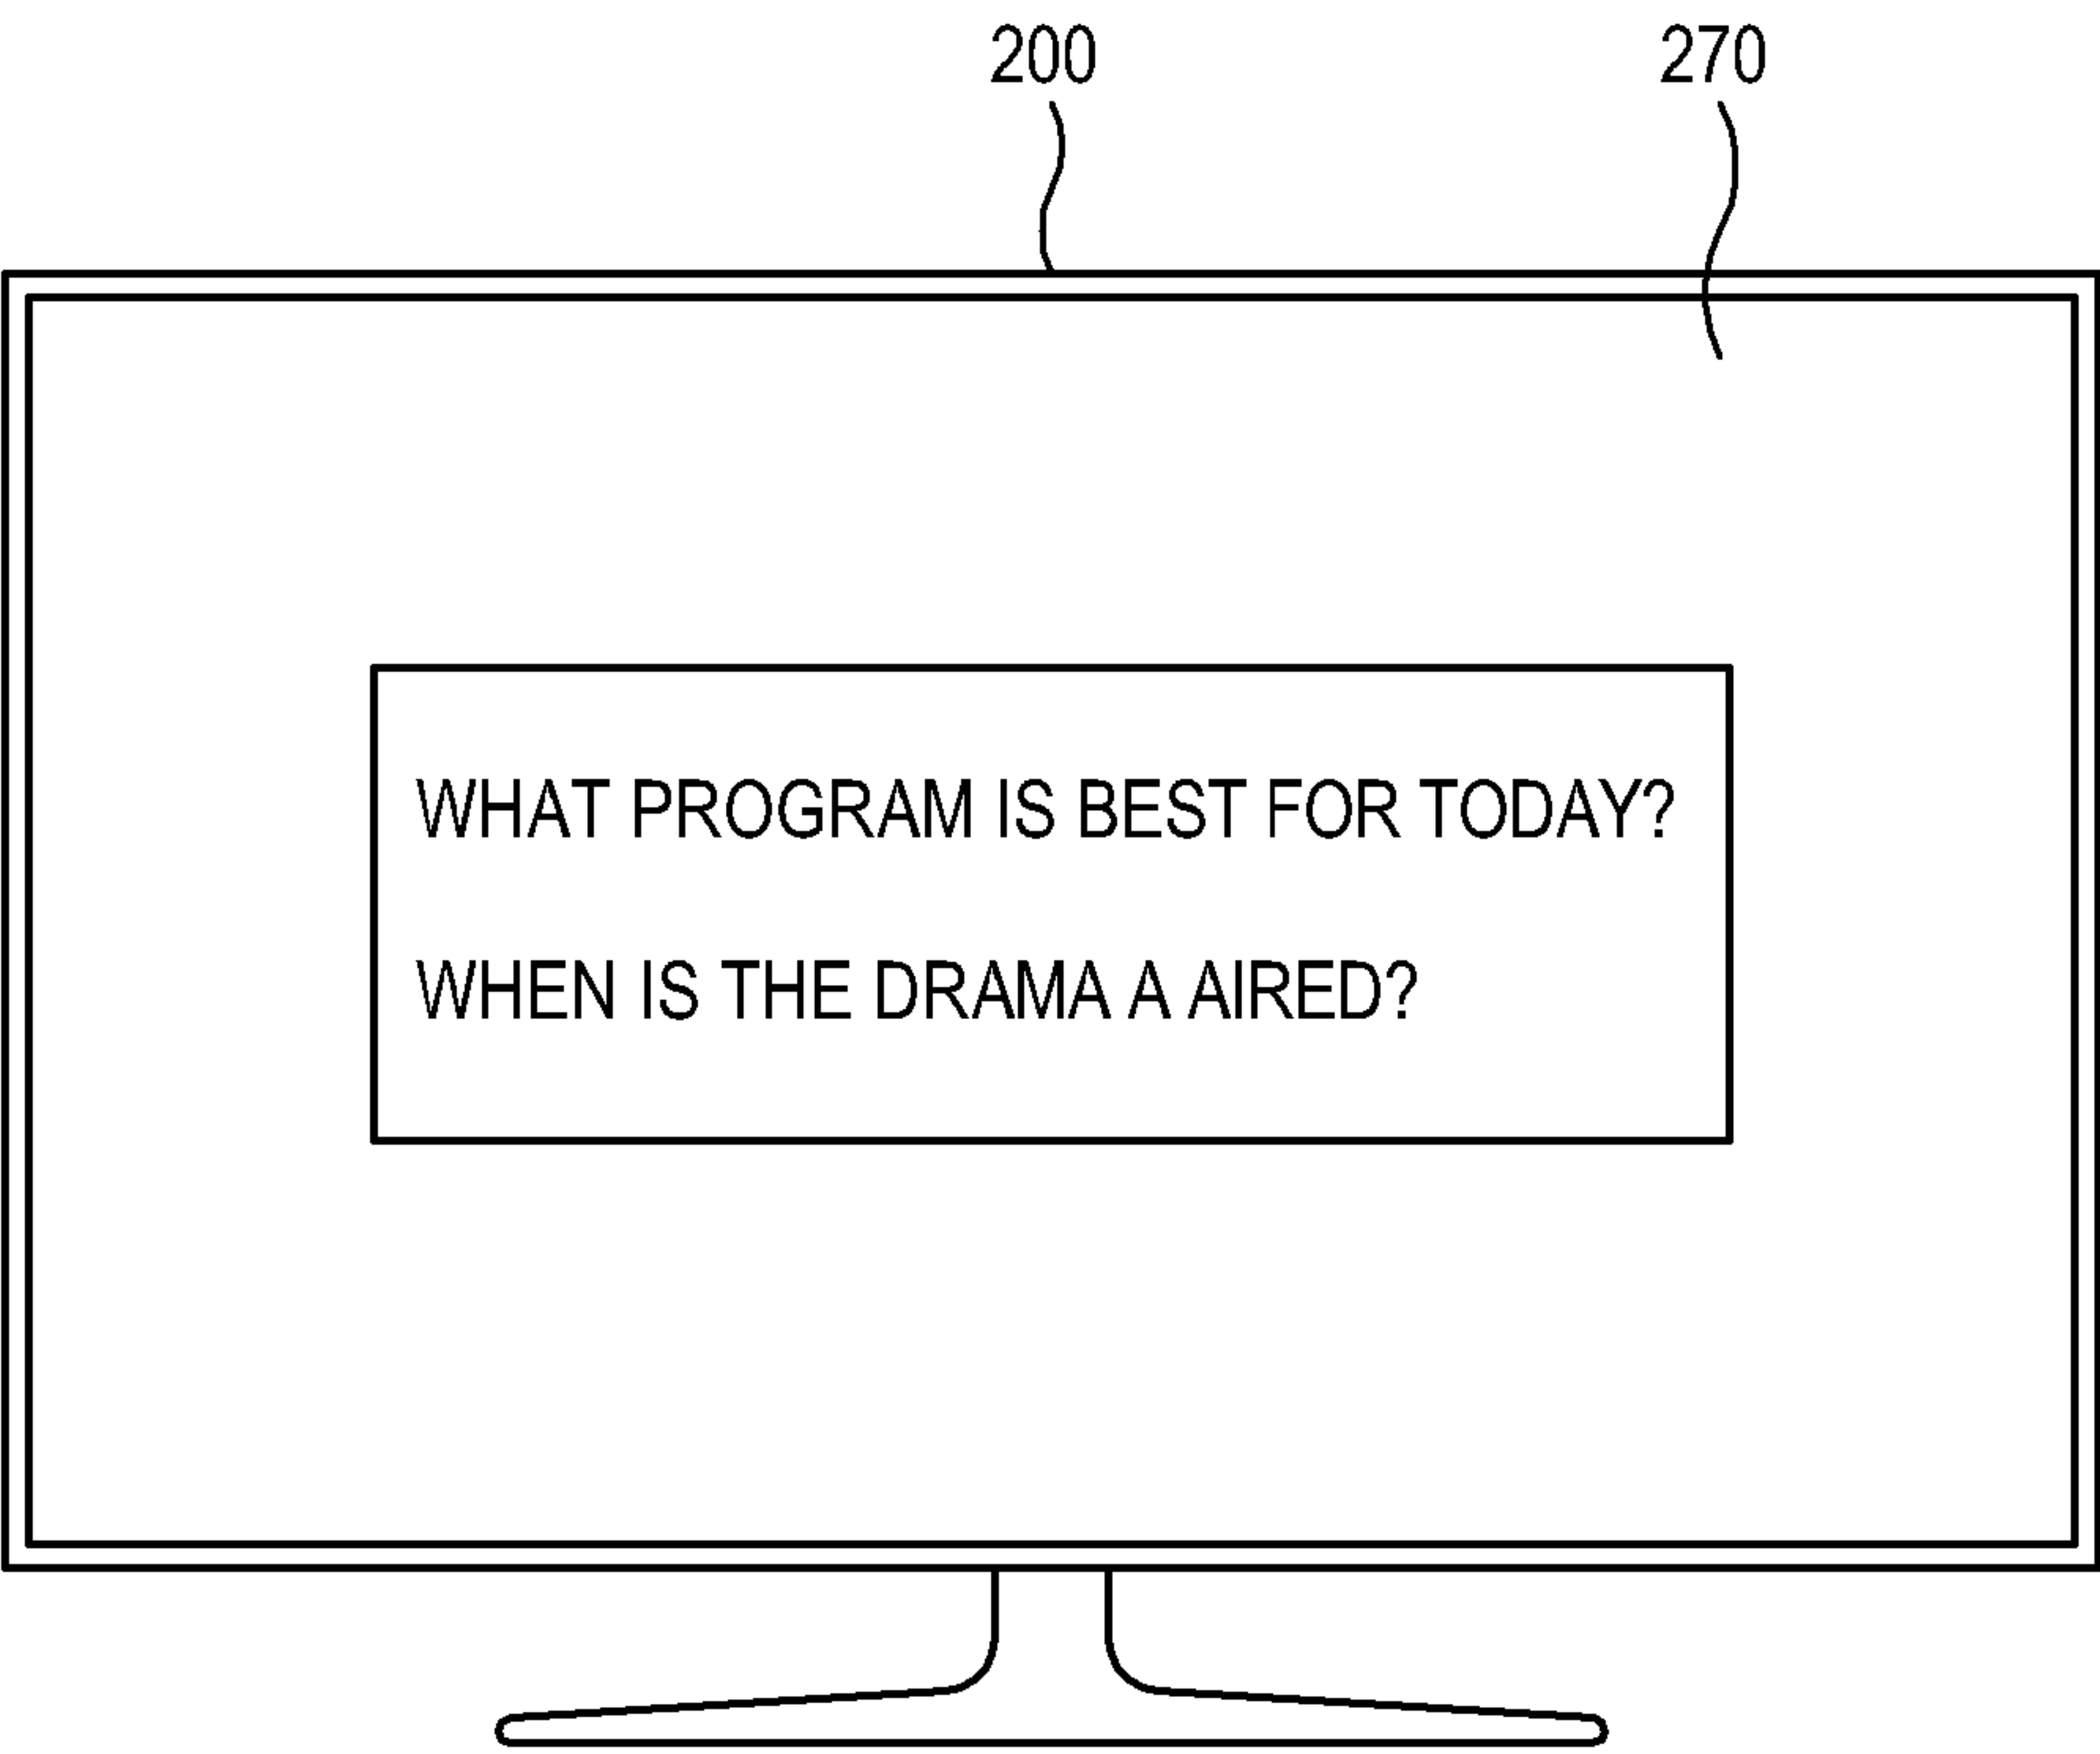 200 270
WHAT PROGRAM IS BEST FOR TODAY?
WHEN IS THE DRAMA A AIRED?